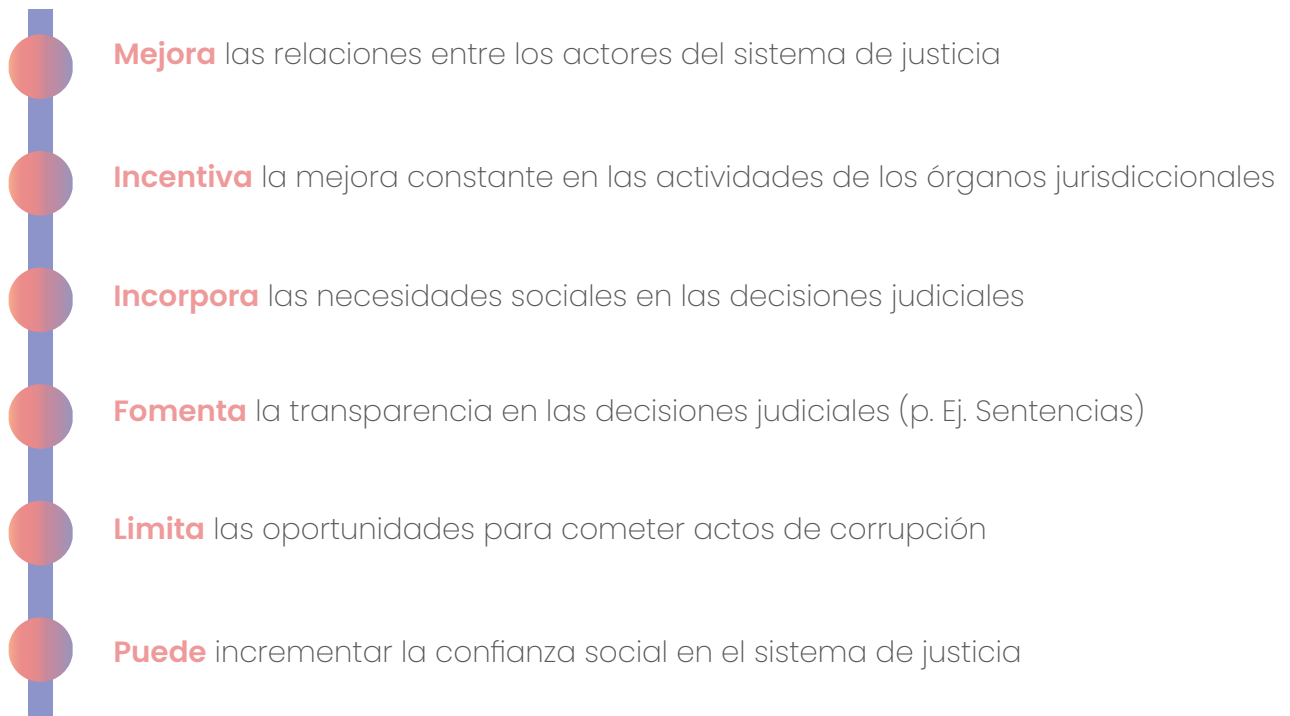 Mejora las relaciones entre los actores del sistema de justicia
Incentiva la mejora constante en las actividades de los órganos jurisdiccionales
Incorpora las necesidades sociales en las decisiones judiciales
Fomenta la transparencia en las decisiones judiciales (p. Ej. Sentencias)
Limita las oportunidades para cometer actos de corrupción
Puede incrementar la confianza social en el sistema de justicia